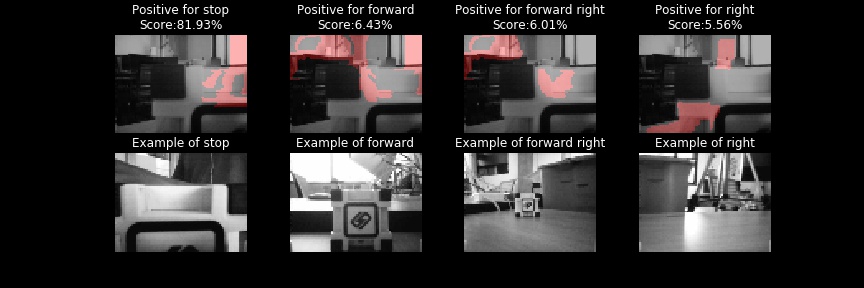 Positive for stop
Score:81.93%
Positive for forward
Score:6.43%
Positive for forward right
Score:6.01%
Positive for right
Score:5.56%
Example of stop
Example of forward
Example of forward right
Example of right